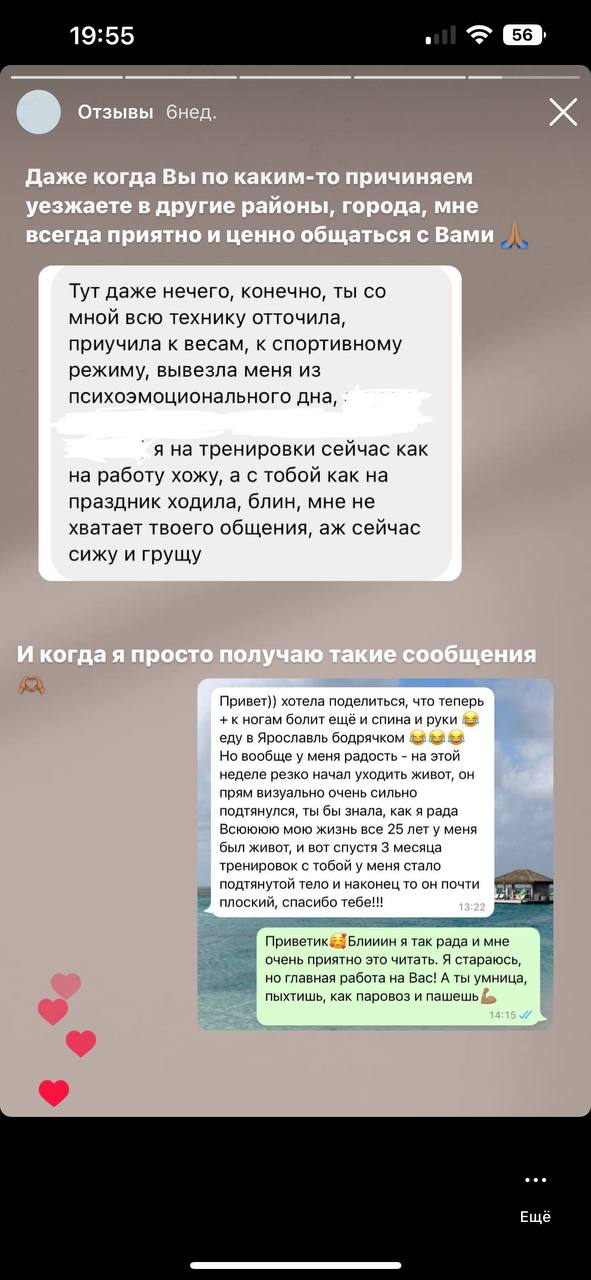 19:55
56
Отзывы 6нед.
Даже когда Вы по каким-то причиняем
уезжаете в другие районы, города, мне
всегда приятно и ценно общаться с Вами 🙏🏽
Тут даже нечего, конечно, ты со
мной всю технику отточила,
приучила к весам, к спортивному
режиму, вывезла меня из
психоэмоционального дна,
я на тренировки сейчас как
на работу хожу, а с тобой как на
праздник ходила, блин, мне не
хватает твоего общения, аж сейчас
сижу и грущу
И когда я просто получаю такие сообщения
🫶🏽
Привет)) хотела поделиться, что теперь
+ к ногам болит ещё и спина и руки 😂
еду в Ярославль бодрячком 😂😂😂
Но вообще у меня радость - на этой
неделе резко начал уходить живот, он
прям визуально очень сильно
подтянулся, ты бы знала, как я рада
Всюююю мою жизнь все 25 лет у меня
был живот, и вот спустя 3 месяца
тренировок с тобой у меня стало
подтянутой тело и наконец то он почти
плоский, спасибо тебе!!!
13:22
Приветик🥰Блииин я так рада и мне
очень приятно это читать. Я стараюсь,
но главная работа на Вас! А ты умница,
пыхтишь, как паровоз и пашешь💪🏽
14:15
Ещё